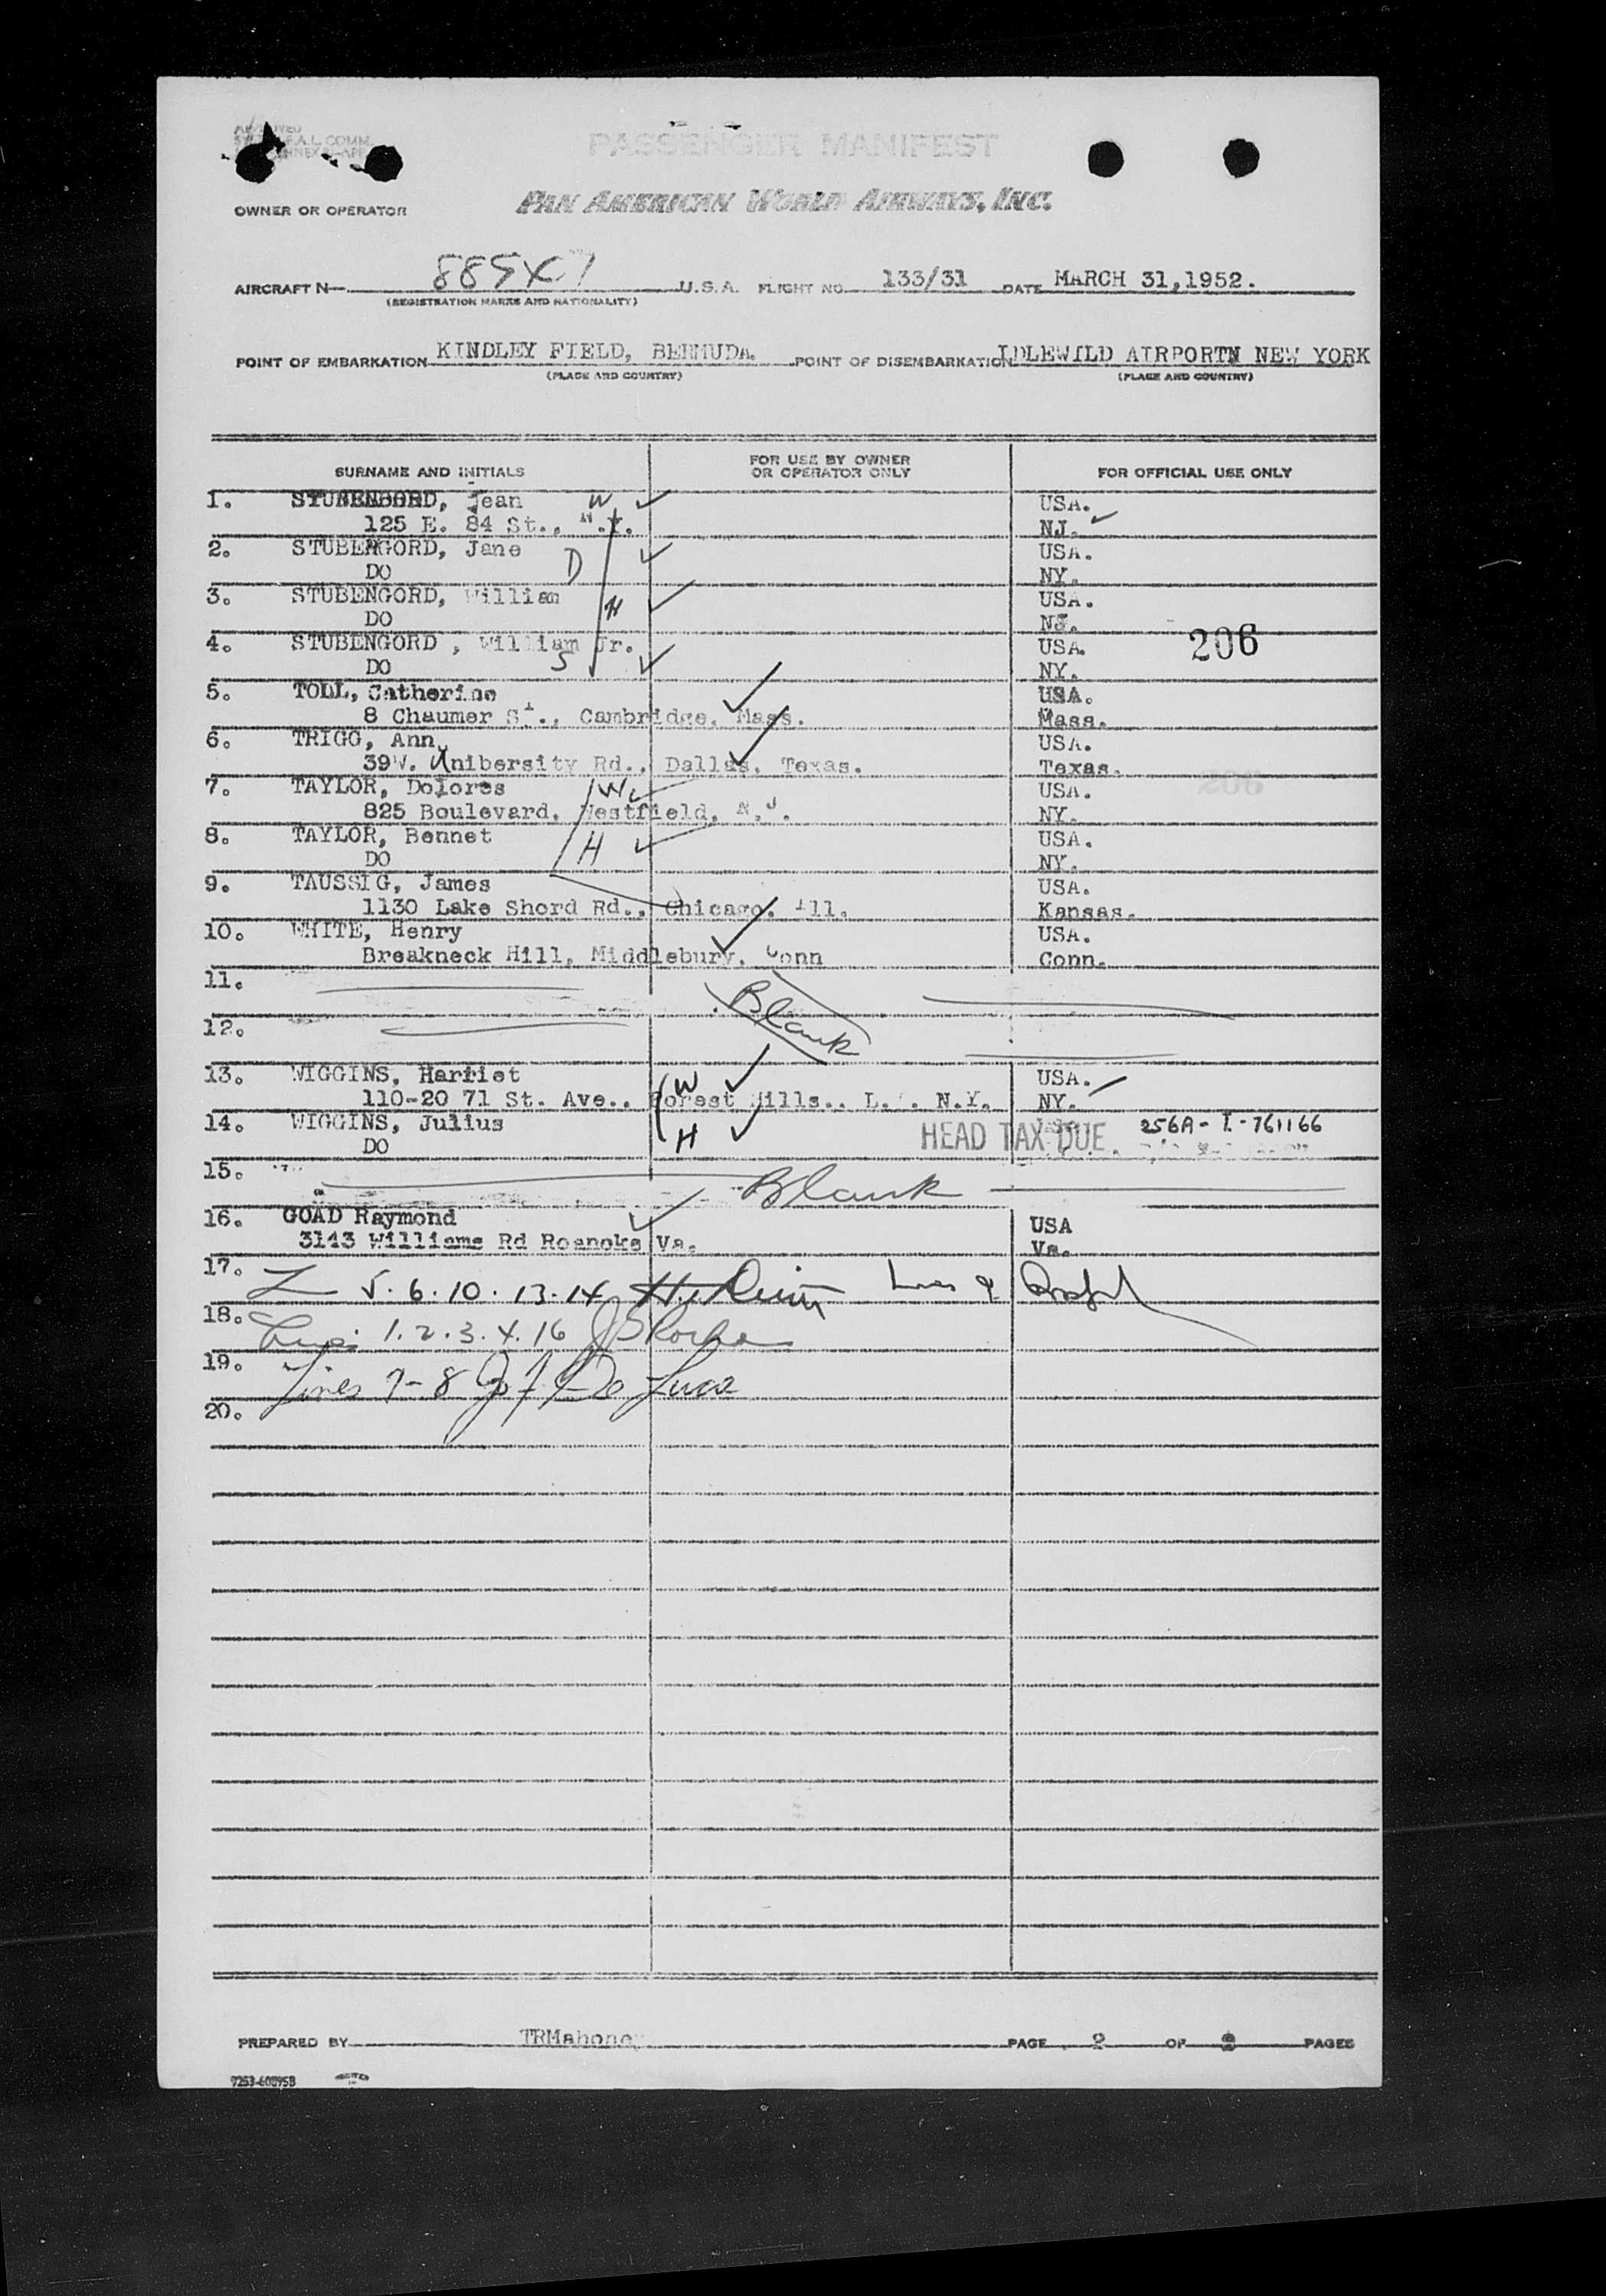 PASSENGER MANIFEST
PAN AMERICAN WORLD AIRWAYS, INC.
OWNER OR OPERATOR
AIRCRAFT N U.S.A. FLIGHT NO. 133/31 DATE MARCH 31,1952.
(REGISTRATION MARKS AND NATIONALITY)
POINT OF EMBARKATION KINDLEY FIELD, BERMUDA. POINT OF DISEMBARKATION IDLEWILD AIRPORTN NEW YORK
(PLACE AND COUNTRY) (PLACE AND COUNTRY)
SURNAME AND INITIALS FOR USE BY OWNER OR OPERATOR ONLY FOR OFFICIAL USE ONLY
1. STUBENGORD, Jean W USA.
125 E. 84 St., N.Y. NJ.
2. STUBENGORD, Jane D USA.
DO NY.
3. STUBENGORD, William H USA.
DO NJ.
4. STUBENGORD , William Jr. USA. 206
DO S NY.
5. TOLL, Catherine USA.
8 Chaumer St., Cambridge, Mass. Mass.
6. TRIGG, Ann USA.
39W. Unibersity Rd., Dallas, Texas. Texas.
7. TAYLOR, Dolores W USA. 206
825 Boulevard, Westfield, N.J. NY.
8. TAYLOR, Bennet H USA.
DO NY.
9. TAUSSIG, James USA.
1130 Lake Shord Rd., Chicago, Ill. Kansas.
10. WHITE, Henry USA.
Breakneck Hill, Middlebury, Conn Conn.
11. Blank
12.
13. WIGGINS, Harriet W USA.
110-20 71 St. Ave., Forest Hills., L. N.Y. NY.
14. WIGGINS, Julius H HEAD TAX DUE 256A-I-761166
DO
15. Blank
16. GOAD Raymond USA
3143 Williams Rd Roanoke Va. Va.
17. 5.6.10.13.14
18. 1.2.3.4.16
19. Lines 7-8 De Luca
20.
PREPARED BY TRMahoney PAGE 2 OF 2 PAGES